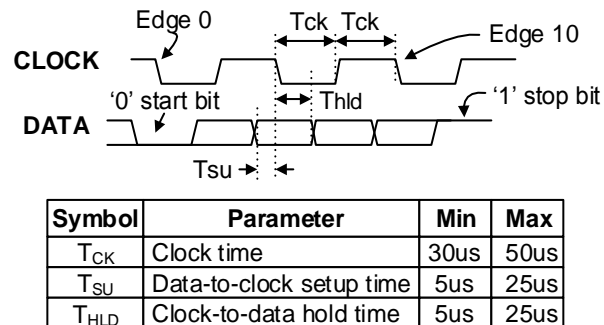 Edge 0
Tck
Tck
Edge 10
CLOCK
‘0’ start bit
Thld
‘1’ stop bit
DATA
Tsu
Symbol Parameter Min Max
TCK Clock time 30us 50us
TSU Data-to-clock setup time 5us 25us
THLD Clock-to-data hold time 5us 25us